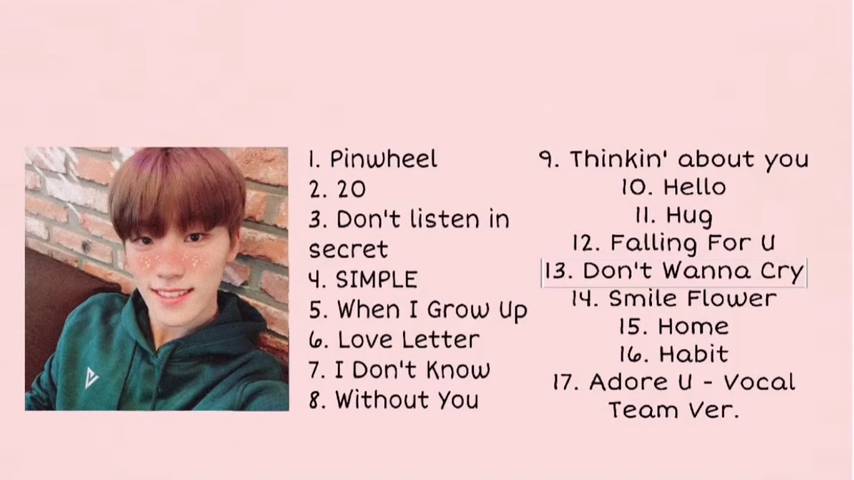 1. Pinwheel
2. 20
3. Don't listen in
secret
4. SIMPLE
5. When I Grow Up
6. Love Letter
7. I Don't Know
8. Without You
9. Thinkin' about you
10. Hello
11. Hug
12. Falling For U
13. Don't Wanna Cry
14. Smile Flower
15. Home
16. Habit
17. Adore U - Vocal
Team Ver.